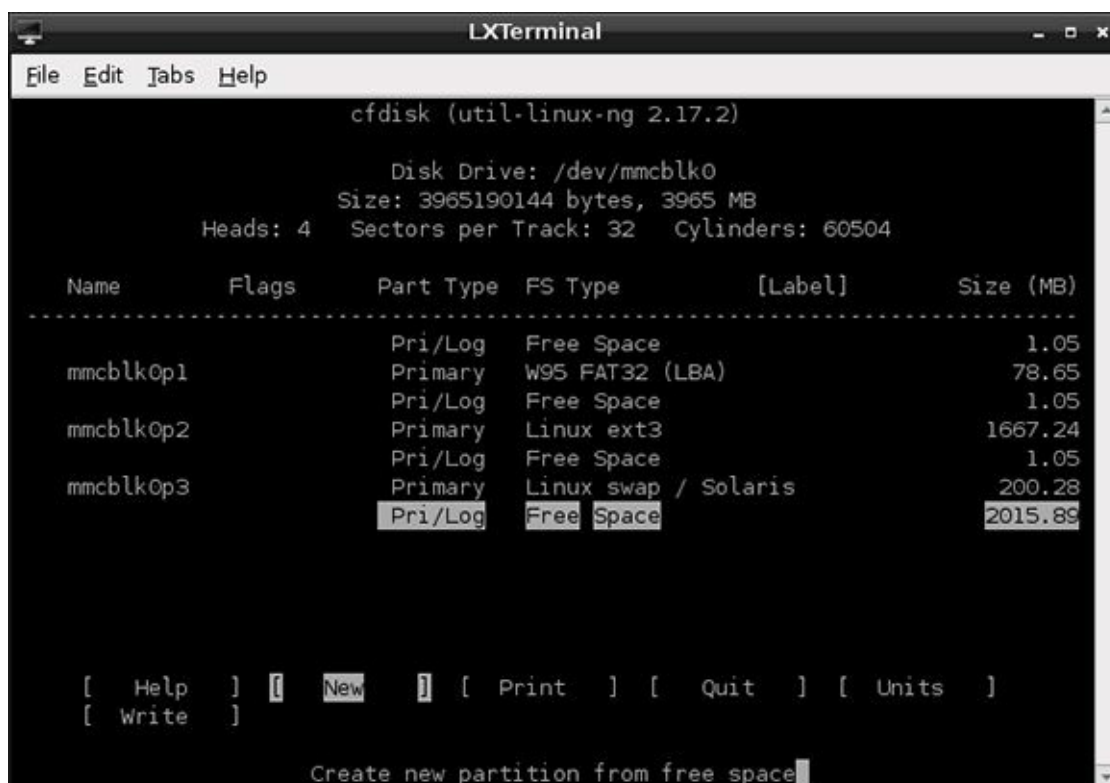 LXTerminal
File Edit Tabs Help
cfdisk (util-linux-ng 2.17.2)
Disk Drive: /dev/mmcblk0
Size: 3965190144 bytes, 3965 MB
Heads: 4 Sectors per Track: 32 Cylinders: 60504
Name Flags Part Type FS Type [Label] Size (MB)
Pri/Log Free Space 1.05
mmcblk0p1 Primary W95 FAT32 (LBA) 78.65
Pri/Log Free Space 1.05
mmcblk0p2 Primary Linux ext3 1667.24
Pri/Log Free Space 1.05
mmcblk0p3 Primary Linux swap / Solaris 200.28
Pri/Log Free Space 2015.89
[ Help ] [ New ] [ Print ] [ Quit ] [ Units ]
[ Write ]
Create new partition from free space